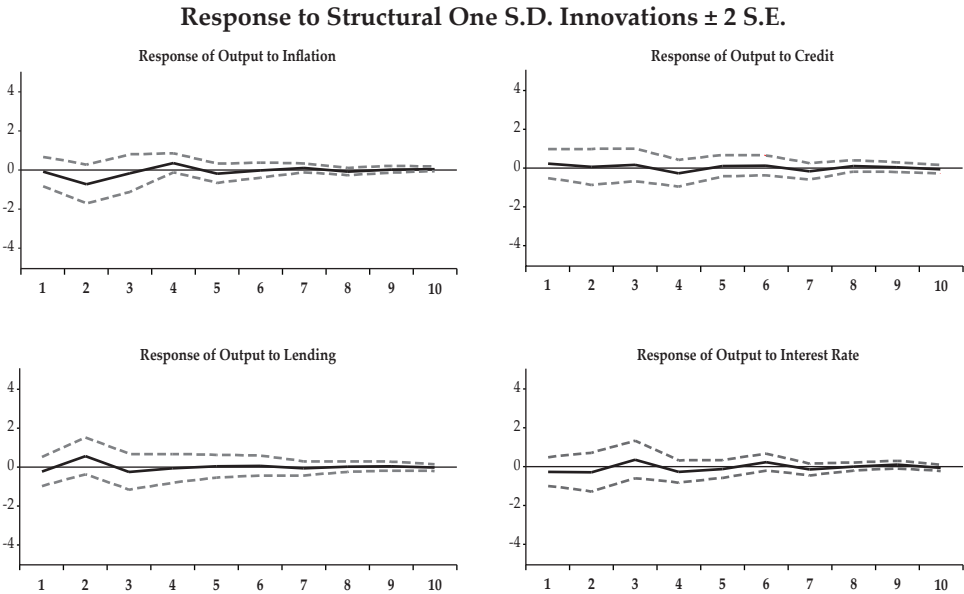 Response to Structural One S.D. Innovations ± 2 S.E.
Response of Output to Inflation
4
2
0
-2
-4
1 2 3 4 5 6 7 8 9 10
Response of Output to Credit
4
2
0
-2
-4
1 2 3 4 5 6 7 8 9 10
Response of Output to Lending
4
2
0
-2
-4
1 2 3 4 5 6 7 8 9 10
Response of Output to Interest Rate
4
2
0
-2
-4
1 2 3 4 5 6 7 8 9 10